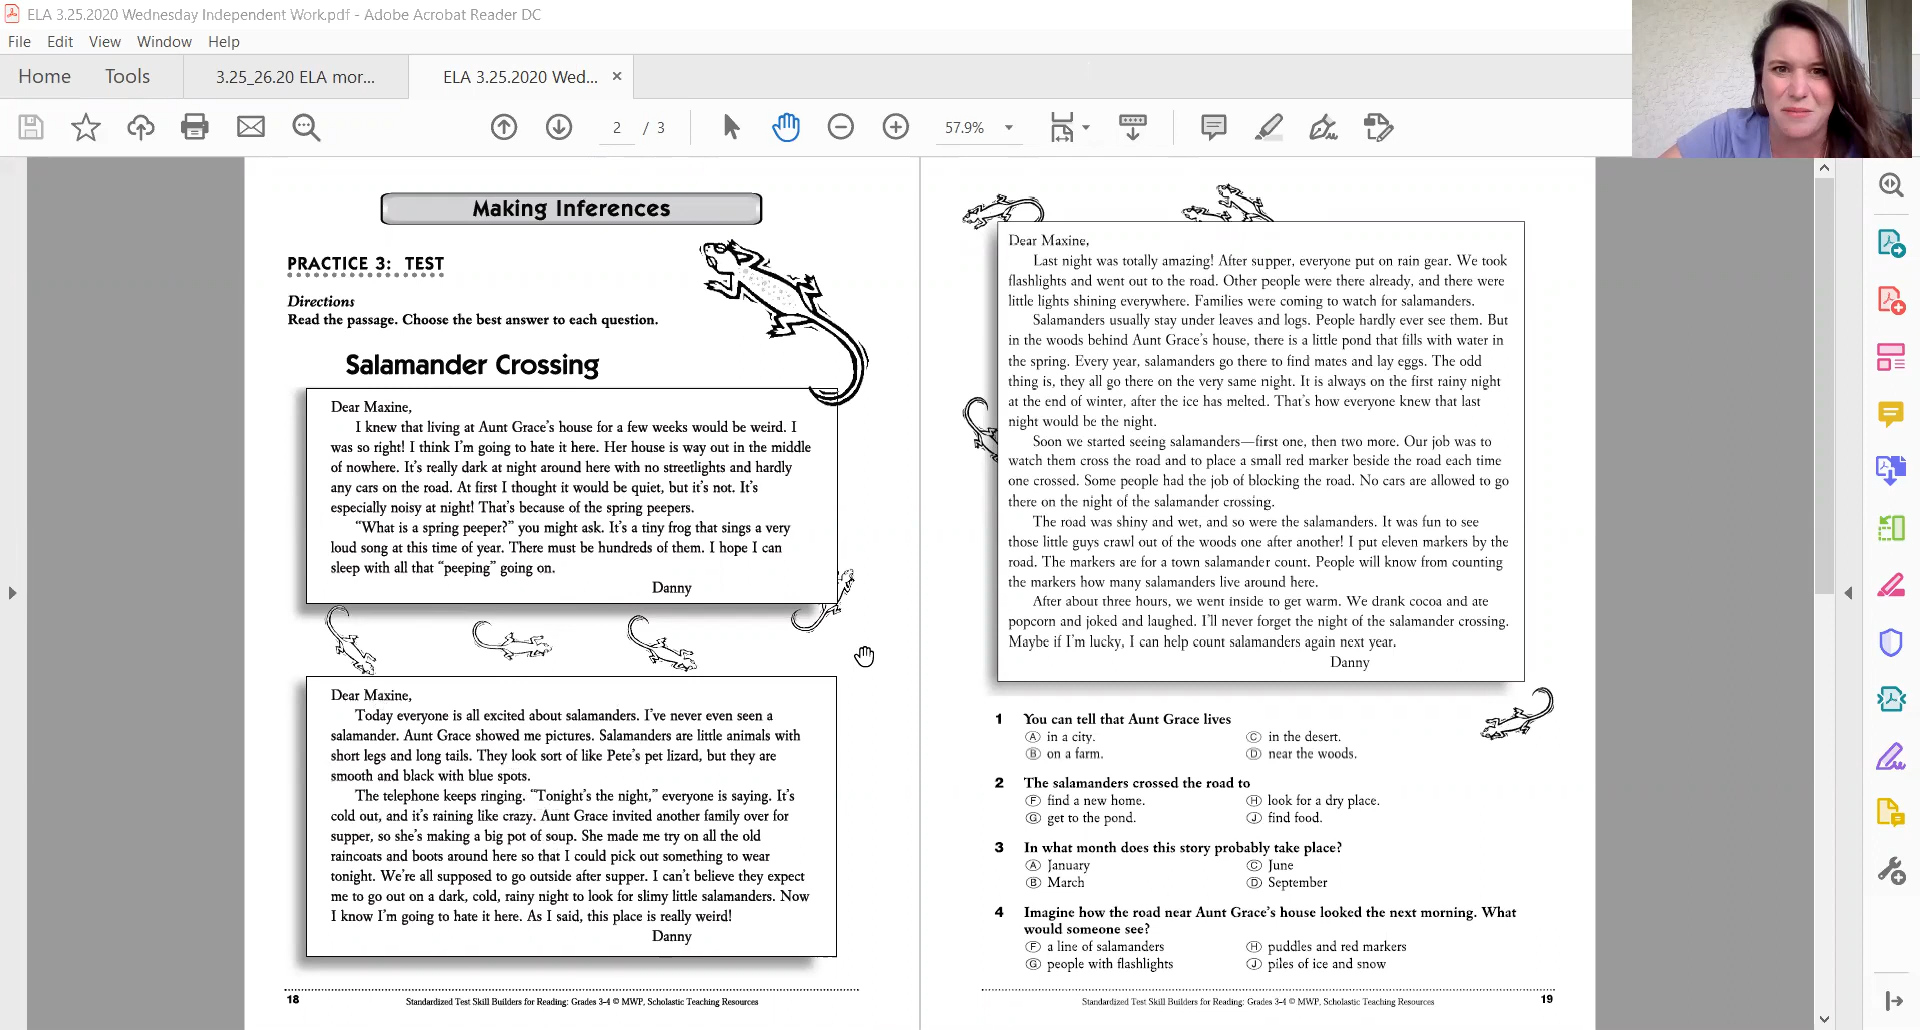 ELA 3.25.2020 Wednesday Independent Work.pdf - Adobe Acrobat Reader DC
File Edit View Window Help
Home Tools 3.25_26.20 ELA mor... ELA 3.25.2020 Wed... ×
2 / 3 57.9%
Making Inferences
PRACTICE 3: TEST
Directions
Read the passage. Choose the best answer to each question.
Salamander Crossing
Dear Maxine,
I knew that living at Aunt Grace's house for a few weeks would be weird. I
was so right! I think I'm going to hate it here. Her house is way out in the middle
of nowhere. It's really dark at night around here with no streetlights and hardly
any cars on the road. At first I thought it would be quiet, but it's not. It's
especially noisy at night! That's because of the spring peepers.
“What is a spring peeper?” you might ask. It's a tiny frog that sings a very
loud song at this time of year. There must be hundreds of them. I hope I can
sleep with all that “peeping” going on.
Danny
Dear Maxine,
Today everyone is all excited about salamanders. I've never even seen a
salamander. Aunt Grace showed me pictures. Salamanders are little animals with
short legs and long tails. They look sort of like Pete's pet lizard, but they are
smooth and black with blue spots.
The telephone keeps ringing. “Tonight's the night,” everyone is saying. It's
cold out, and it's raining like crazy. Aunt Grace invited another family over for
supper, so she's making a big pot of soup. She made me try on all the old
raincoats and boots around here so that I could pick out something to wear
tonight. We're all supposed to go outside after supper. I can't believe they expect
me to go out on a dark, cold, rainy night to look for slimy little salamanders. Now
I know I'm going to hate it here. As I said, this place is really weird!
Danny
18 Standardized Test Skill Builders for Reading: Grades 3-4 © MWP, Scholastic Teaching Resources
Dear Maxine,
Last night was totally amazing! After supper, everyone put on rain gear. We took
flashlights and went out to the road. Other people were there already, and there were
little lights shining everywhere. Families were coming to watch for salamanders.
Salamanders usually stay under leaves and logs. People hardly ever see them. But
in the woods behind Aunt Grace's house, there is a little pond that fills with water in
the spring. Every year, salamanders go there to find mates and lay eggs. The odd
thing is, they all go there on the very same night. It is always on the first rainy night
at the end of winter, after the ice has melted. That's how everyone knew that last
night would be the night.
Soon we started seeing salamanders—first one, then two more. Our job was to
watch them cross the road and to place a small red marker beside the road each time
one crossed. Some people had the job of blocking the road. No cars are allowed to go
there on the night of the salamander crossing.
The road was shiny and wet, and so were the salamanders. It was fun to see
those little guys crawl out of the woods one after another! I put eleven markers by the
road. The markers are for a town salamander count. People will know from counting
the markers how many salamanders live around here.
After about three hours, we went inside to get warm. We drank cocoa and ate
popcorn and joked and laughed. I'll never forget the night of the salamander crossing.
Maybe if I'm lucky, I can help count salamanders again next year.
Danny
1 You can tell that Aunt Grace lives
Ⓐ in a city. Ⓒ in the desert.
Ⓑ on a farm. Ⓓ near the woods.
2 The salamanders crossed the road to
Ⓕ find a new home. Ⓗ look for a dry place.
Ⓖ get to the pond. Ⓙ find food.
3 In what month does this story probably take place?
Ⓐ January Ⓒ June
Ⓑ March Ⓓ September
4 Imagine how the road near Aunt Grace's house looked the next morning. What
would someone see?
Ⓕ a line of salamanders Ⓗ puddles and red markers
Ⓖ people with flashlights Ⓙ piles of ice and snow
Standardized Test Skill Builders for Reading: Grades 3-4 © MWP, Scholastic Teaching Resources 19